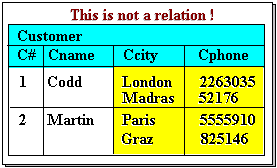 This is not a relation !
Customer
C# Cname Ccity Cphone
1 Codd London 2263035
Madras 52176
2 Martin Paris 5555910
Graz 825146